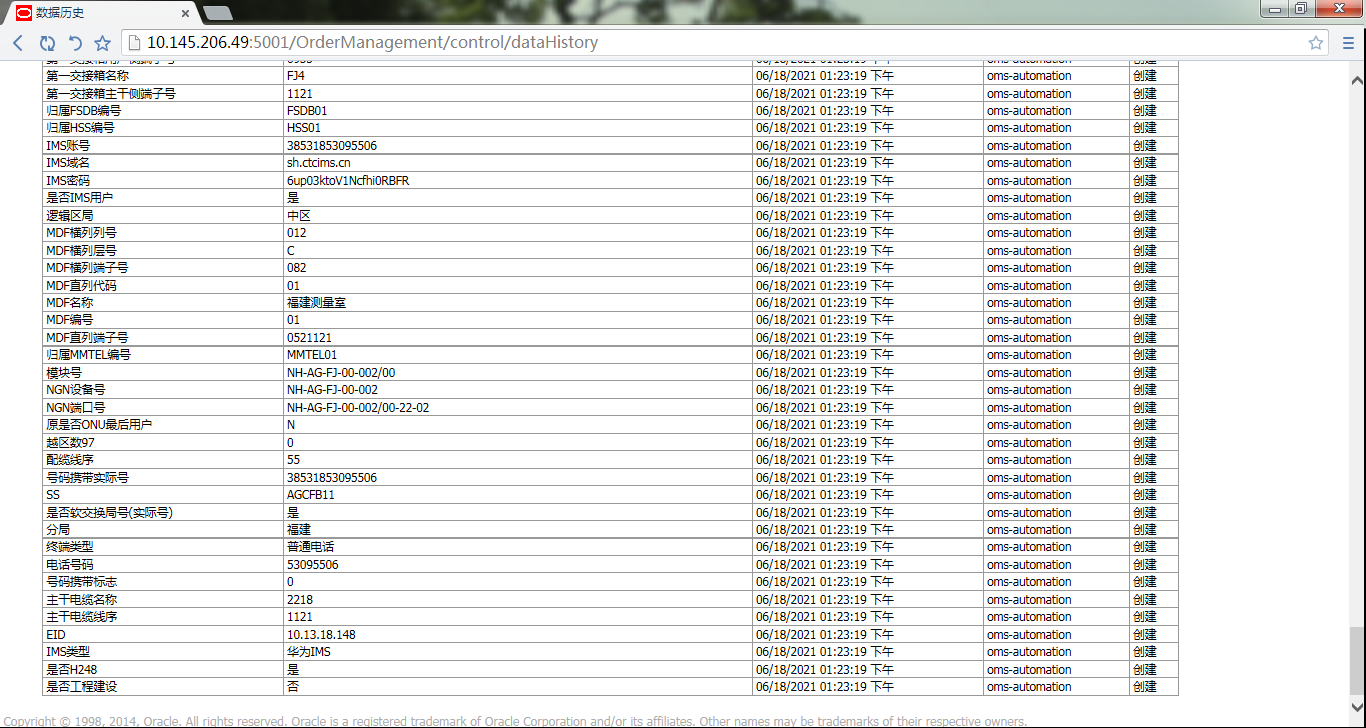 数据历史
10.145.206.49:5001/OrderManagement/control/dataHistory
第一交接箱名称 FJ4 06/18/2021 01:23:19 下午 oms-automation 创建
第一交接箱主干侧端子号 1121 06/18/2021 01:23:19 下午 oms-automation 创建
归属FSDB编号 FSDB01 06/18/2021 01:23:19 下午 oms-automation 创建
归属HSS编号 HSS01 06/18/2021 01:23:19 下午 oms-automation 创建
IMS账号 38531853095506 06/18/2021 01:23:19 下午 oms-automation 创建
IMS域名 sh.ctcims.cn 06/18/2021 01:23:19 下午 oms-automation 创建
IMS密码 6up03ktoV1Ncfhi0RBFR 06/18/2021 01:23:19 下午 oms-automation 创建
是否IMS用户 是 06/18/2021 01:23:19 下午 oms-automation 创建
逻辑区局 中区 06/18/2021 01:23:19 下午 oms-automation 创建
MDF横列列号 012 06/18/2021 01:23:19 下午 oms-automation 创建
MDF横列层号 C 06/18/2021 01:23:19 下午 oms-automation 创建
MDF横列端子号 082 06/18/2021 01:23:19 下午 oms-automation 创建
MDF直列代码 01 06/18/2021 01:23:19 下午 oms-automation 创建
MDF名称 福建测量室 06/18/2021 01:23:19 下午 oms-automation 创建
MDF编号 01 06/18/2021 01:23:19 下午 oms-automation 创建
MDF直列端子号 0521121 06/18/2021 01:23:19 下午 oms-automation 创建
归属MMTEL编号 MMTEL01 06/18/2021 01:23:19 下午 oms-automation 创建
模块号 NH-AG-FJ-00-002/00 06/18/2021 01:23:19 下午 oms-automation 创建
NGN设备号 NH-AG-FJ-00-002 06/18/2021 01:23:19 下午 oms-automation 创建
NGN端口号 NH-AG-FJ-00-002/00-22-02 06/18/2021 01:23:19 下午 oms-automation 创建
原是否ONU最后用户 N 06/18/2021 01:23:19 下午 oms-automation 创建
越区数97 0 06/18/2021 01:23:19 下午 oms-automation 创建
配缆线序 55 06/18/2021 01:23:19 下午 oms-automation 创建
号码携带实际号 38531853095506 06/18/2021 01:23:19 下午 oms-automation 创建
SS AGCFB11 06/18/2021 01:23:19 下午 oms-automation 创建
是否软交换局号(实际号) 是 06/18/2021 01:23:19 下午 oms-automation 创建
分局 福建 06/18/2021 01:23:19 下午 oms-automation 创建
终端类型 普通电话 06/18/2021 01:23:19 下午 oms-automation 创建
电话号码 53095506 06/18/2021 01:23:19 下午 oms-automation 创建
号码携带标志 0 06/18/2021 01:23:19 下午 oms-automation 创建
主干电缆名称 2218 06/18/2021 01:23:19 下午 oms-automation 创建
主干电缆线序 1121 06/18/2021 01:23:19 下午 oms-automation 创建
EID 10.13.18.148 06/18/2021 01:23:19 下午 oms-automation 创建
IMS类型 华为IMS 06/18/2021 01:23:19 下午 oms-automation 创建
是否H248 是 06/18/2021 01:23:19 下午 oms-automation 创建
是否工程建设 否 06/18/2021 01:23:19 下午 oms-automation 创建
Copyright © 1998, 2014, Oracle. All rights reserved. Oracle is a registered trademark of Oracle Corporation and/or its affiliates. Other names may be trademarks of their respective owners.